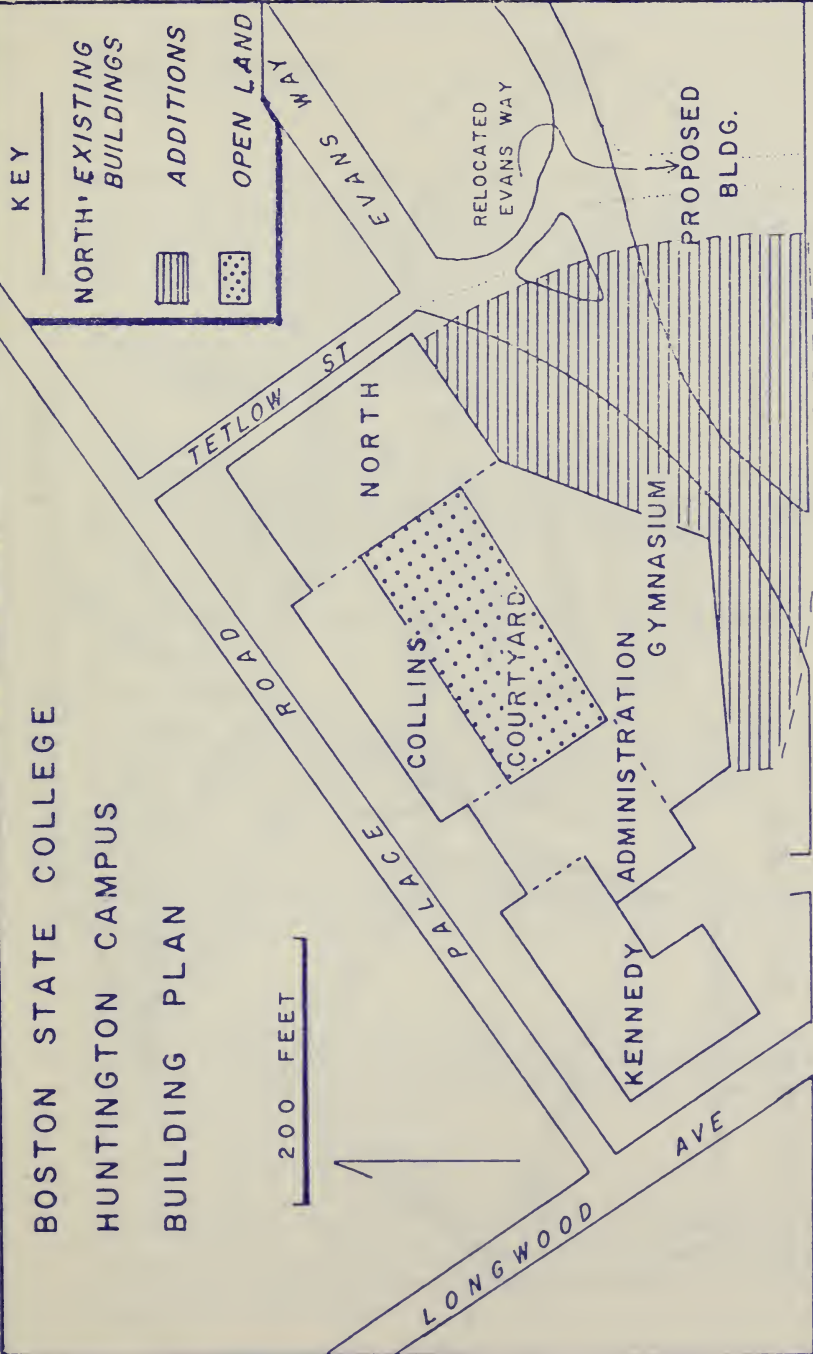 BOSTON STATE COLLEGE
HUNTINGTON CAMPUS
BUILDING PLAN
200 FEET
KEY
NORTH: EXISTING
BUILDINGS
ADDITIONS
OPEN LAND
EVANS WAY
TETLOW ST
RELOCATED
EVANS WAY
PROPOSED
BLDG.
NORTH
PALACE ROAD
COLLINS
COURTYARD
GYMNASIUM
ADMINISTRATION
KENNEDY
LONGWOOD AVE